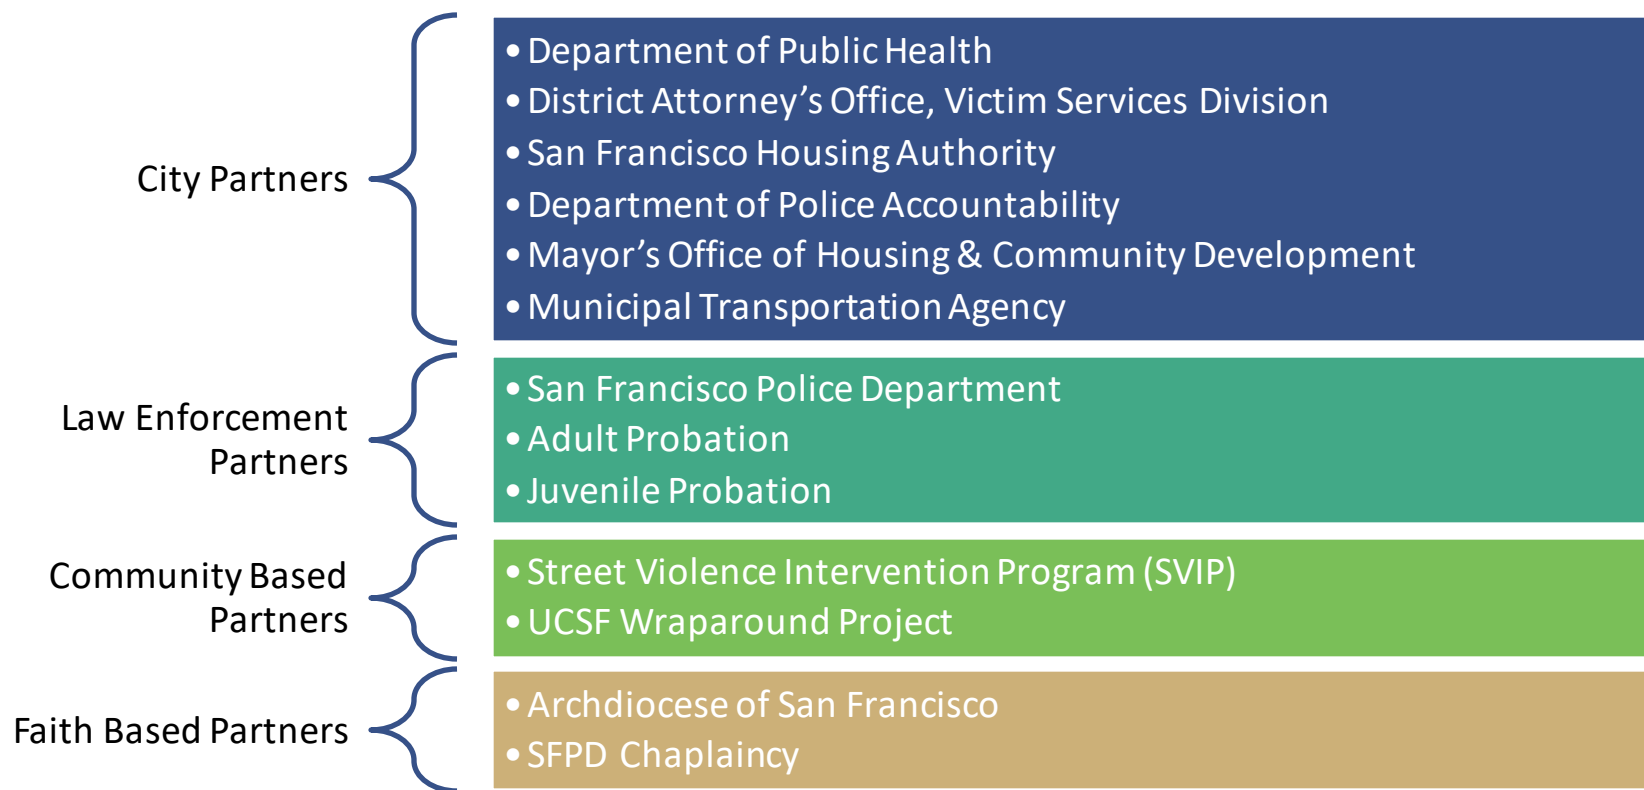 City Partners
• Department of Public Health
• District Attorney’s Office, Victim Services Division
• San Francisco Housing Authority
• Department of Police Accountability
• Mayor’s Office of Housing & Community Development
• Municipal Transportation Agency
Law Enforcement
Partners
• San Francisco Police Department
• Adult Probation
• Juvenile Probation
Community Based
Partners
• Street Violence Intervention Program (SVIP)
• UCSF Wraparound Project
Faith Based Partners
• Archdiocese of San Francisco
• SFPD Chaplaincy